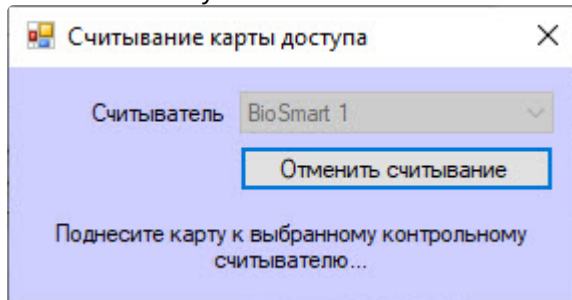 Считывание карты доступа
Считыватель BioSmart 1
Отменить считывание
Поднесите карту к выбранному контрольному
считывателю...